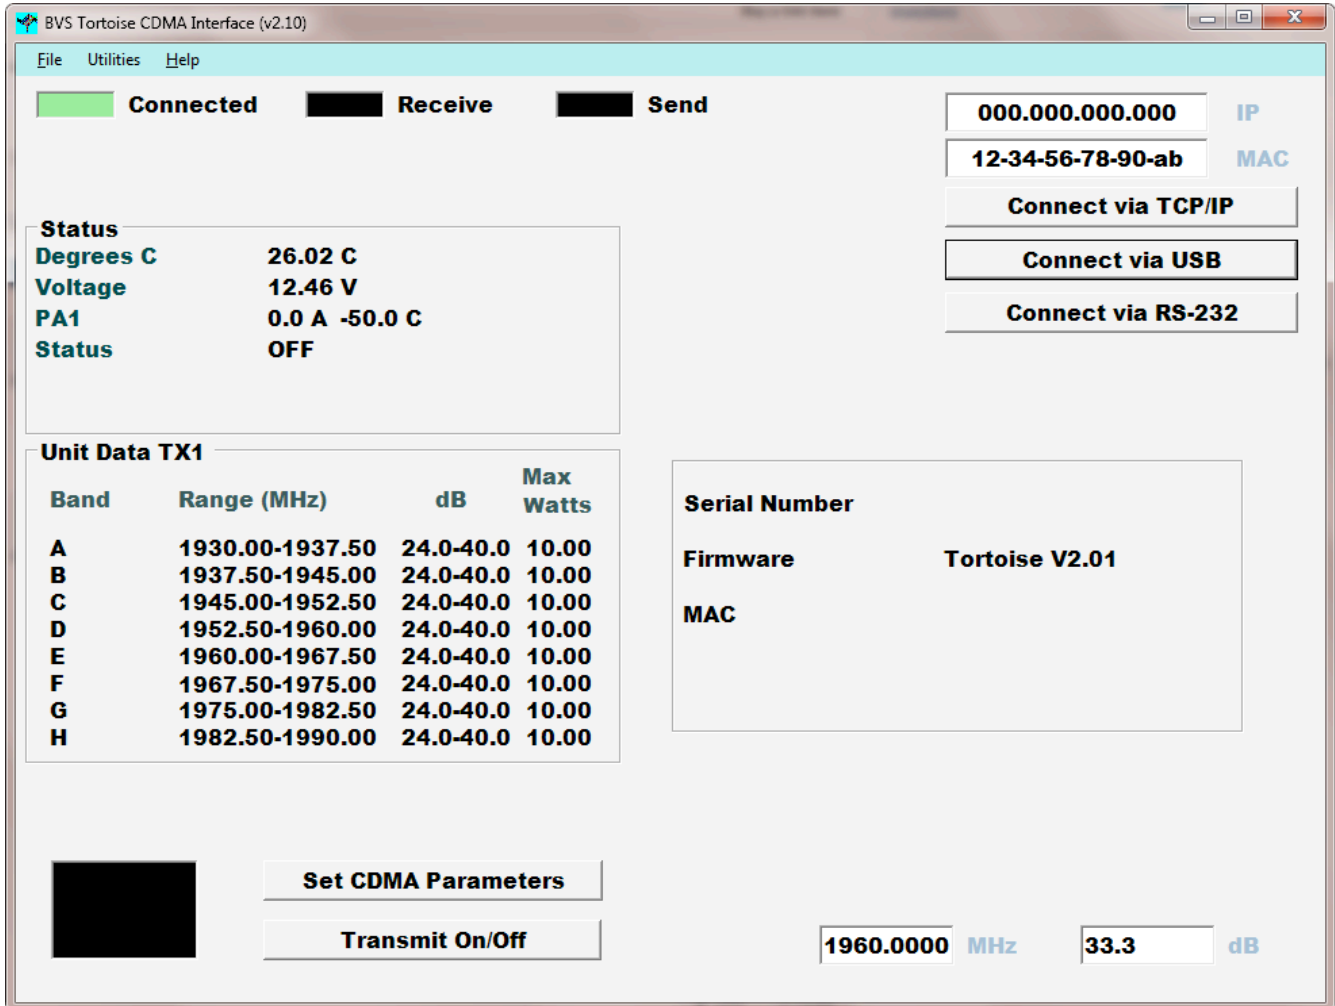 BVS Tortoise CDMA Interface (v2.10)
File Utilities Help
Connected Receive Send
000.000.000.000 IP
12-34-56-78-90-ab MAC
Connect via TCP/IP
Connect via USB
Connect via RS-232
Status
Degrees C 26.02 C
Voltage 12.46 V
PA1 0.0 A -50.0 C
Status OFF
Unit Data TX1
Band Range (MHz) dB Max Watts
A 1930.00-1937.50 24.0-40.0 10.00
B 1937.50-1945.00 24.0-40.0 10.00
C 1945.00-1952.50 24.0-40.0 10.00
D 1952.50-1960.00 24.0-40.0 10.00
E 1960.00-1967.50 24.0-40.0 10.00
F 1967.50-1975.00 24.0-40.0 10.00
G 1975.00-1982.50 24.0-40.0 10.00
H 1982.50-1990.00 24.0-40.0 10.00
Serial Number
Firmware Tortoise V2.01
MAC
Set CDMA Parameters
Transmit On/Off
1960.0000 MHz 33.3 dB